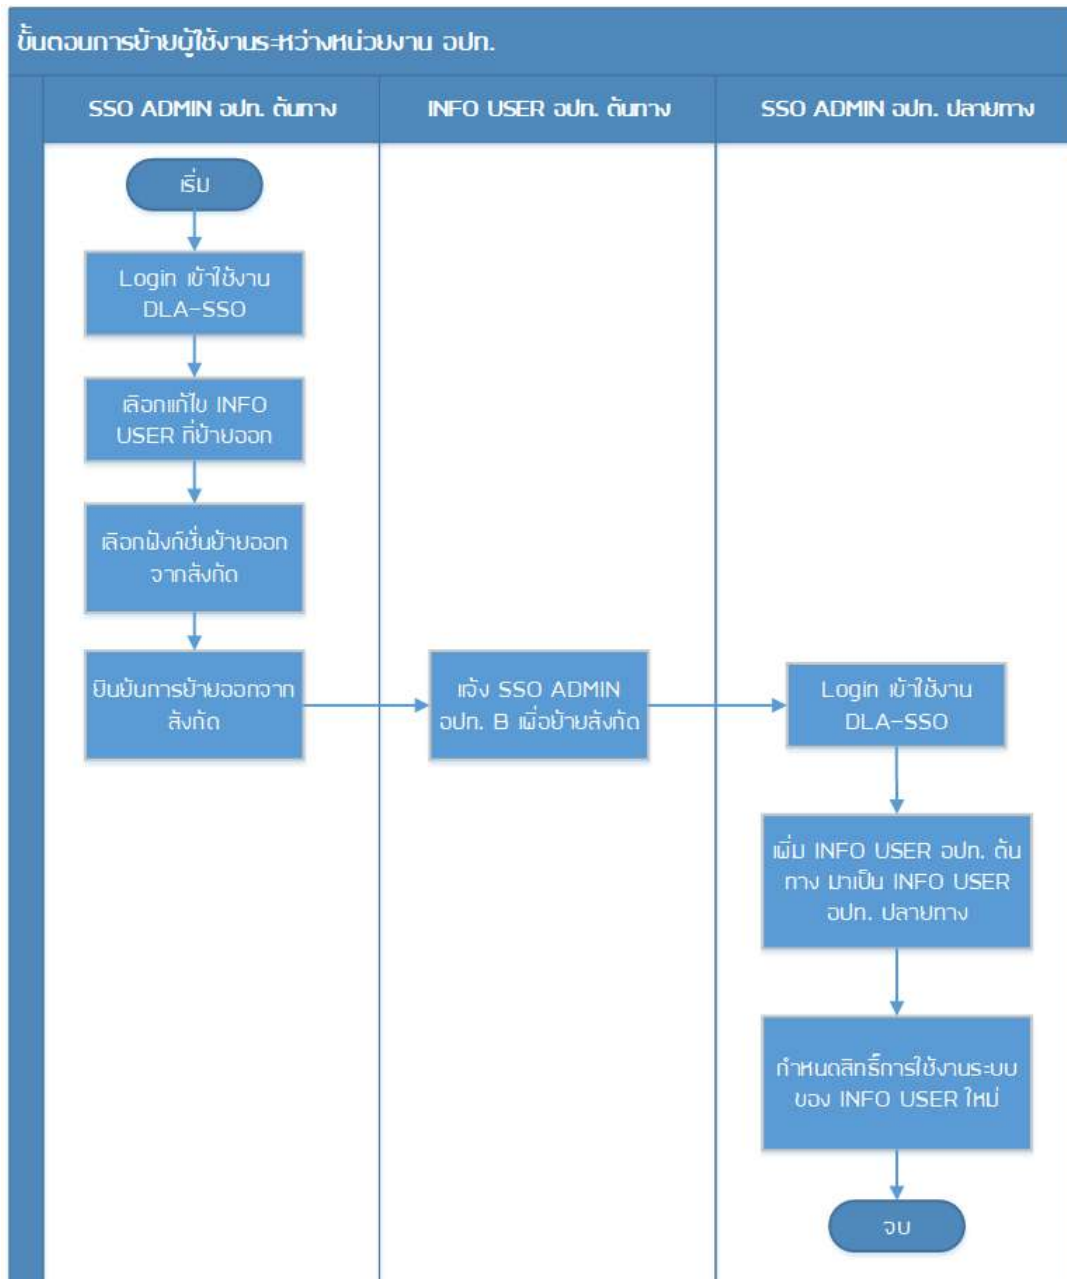 ขั้นตอนการย้ายผู้ใช้งานระหว่างหน่วยงาน อปท.
SSO ADMIN อปท. ต้นทาง
INFO USER อปท. ต้นทาง
SSO ADMIN อปท. ปลายทาง
เริ่ม
Login เข้าใช้งาน
DLA-SSO
เลือกแก้ไข INFO
USER ที่ย้ายออก
เลือกฟังก์ชั่นย้ายออก
จากสังกัด
ยืนยันการย้ายออกจาก
สังกัด
แจ้ง SSO ADMIN
อปท. B เพื่อย้ายสังกัด
Login เข้าใช้งาน
DLA-SSO
เพิ่ม INFO USER อปท. ต้น
ทาง มาเป็น INFO USER
อปท. ปลายทาง
กำหนดสิทธิ์การใช้งานระบบ
ของ INFO USER ใหม่
จบ